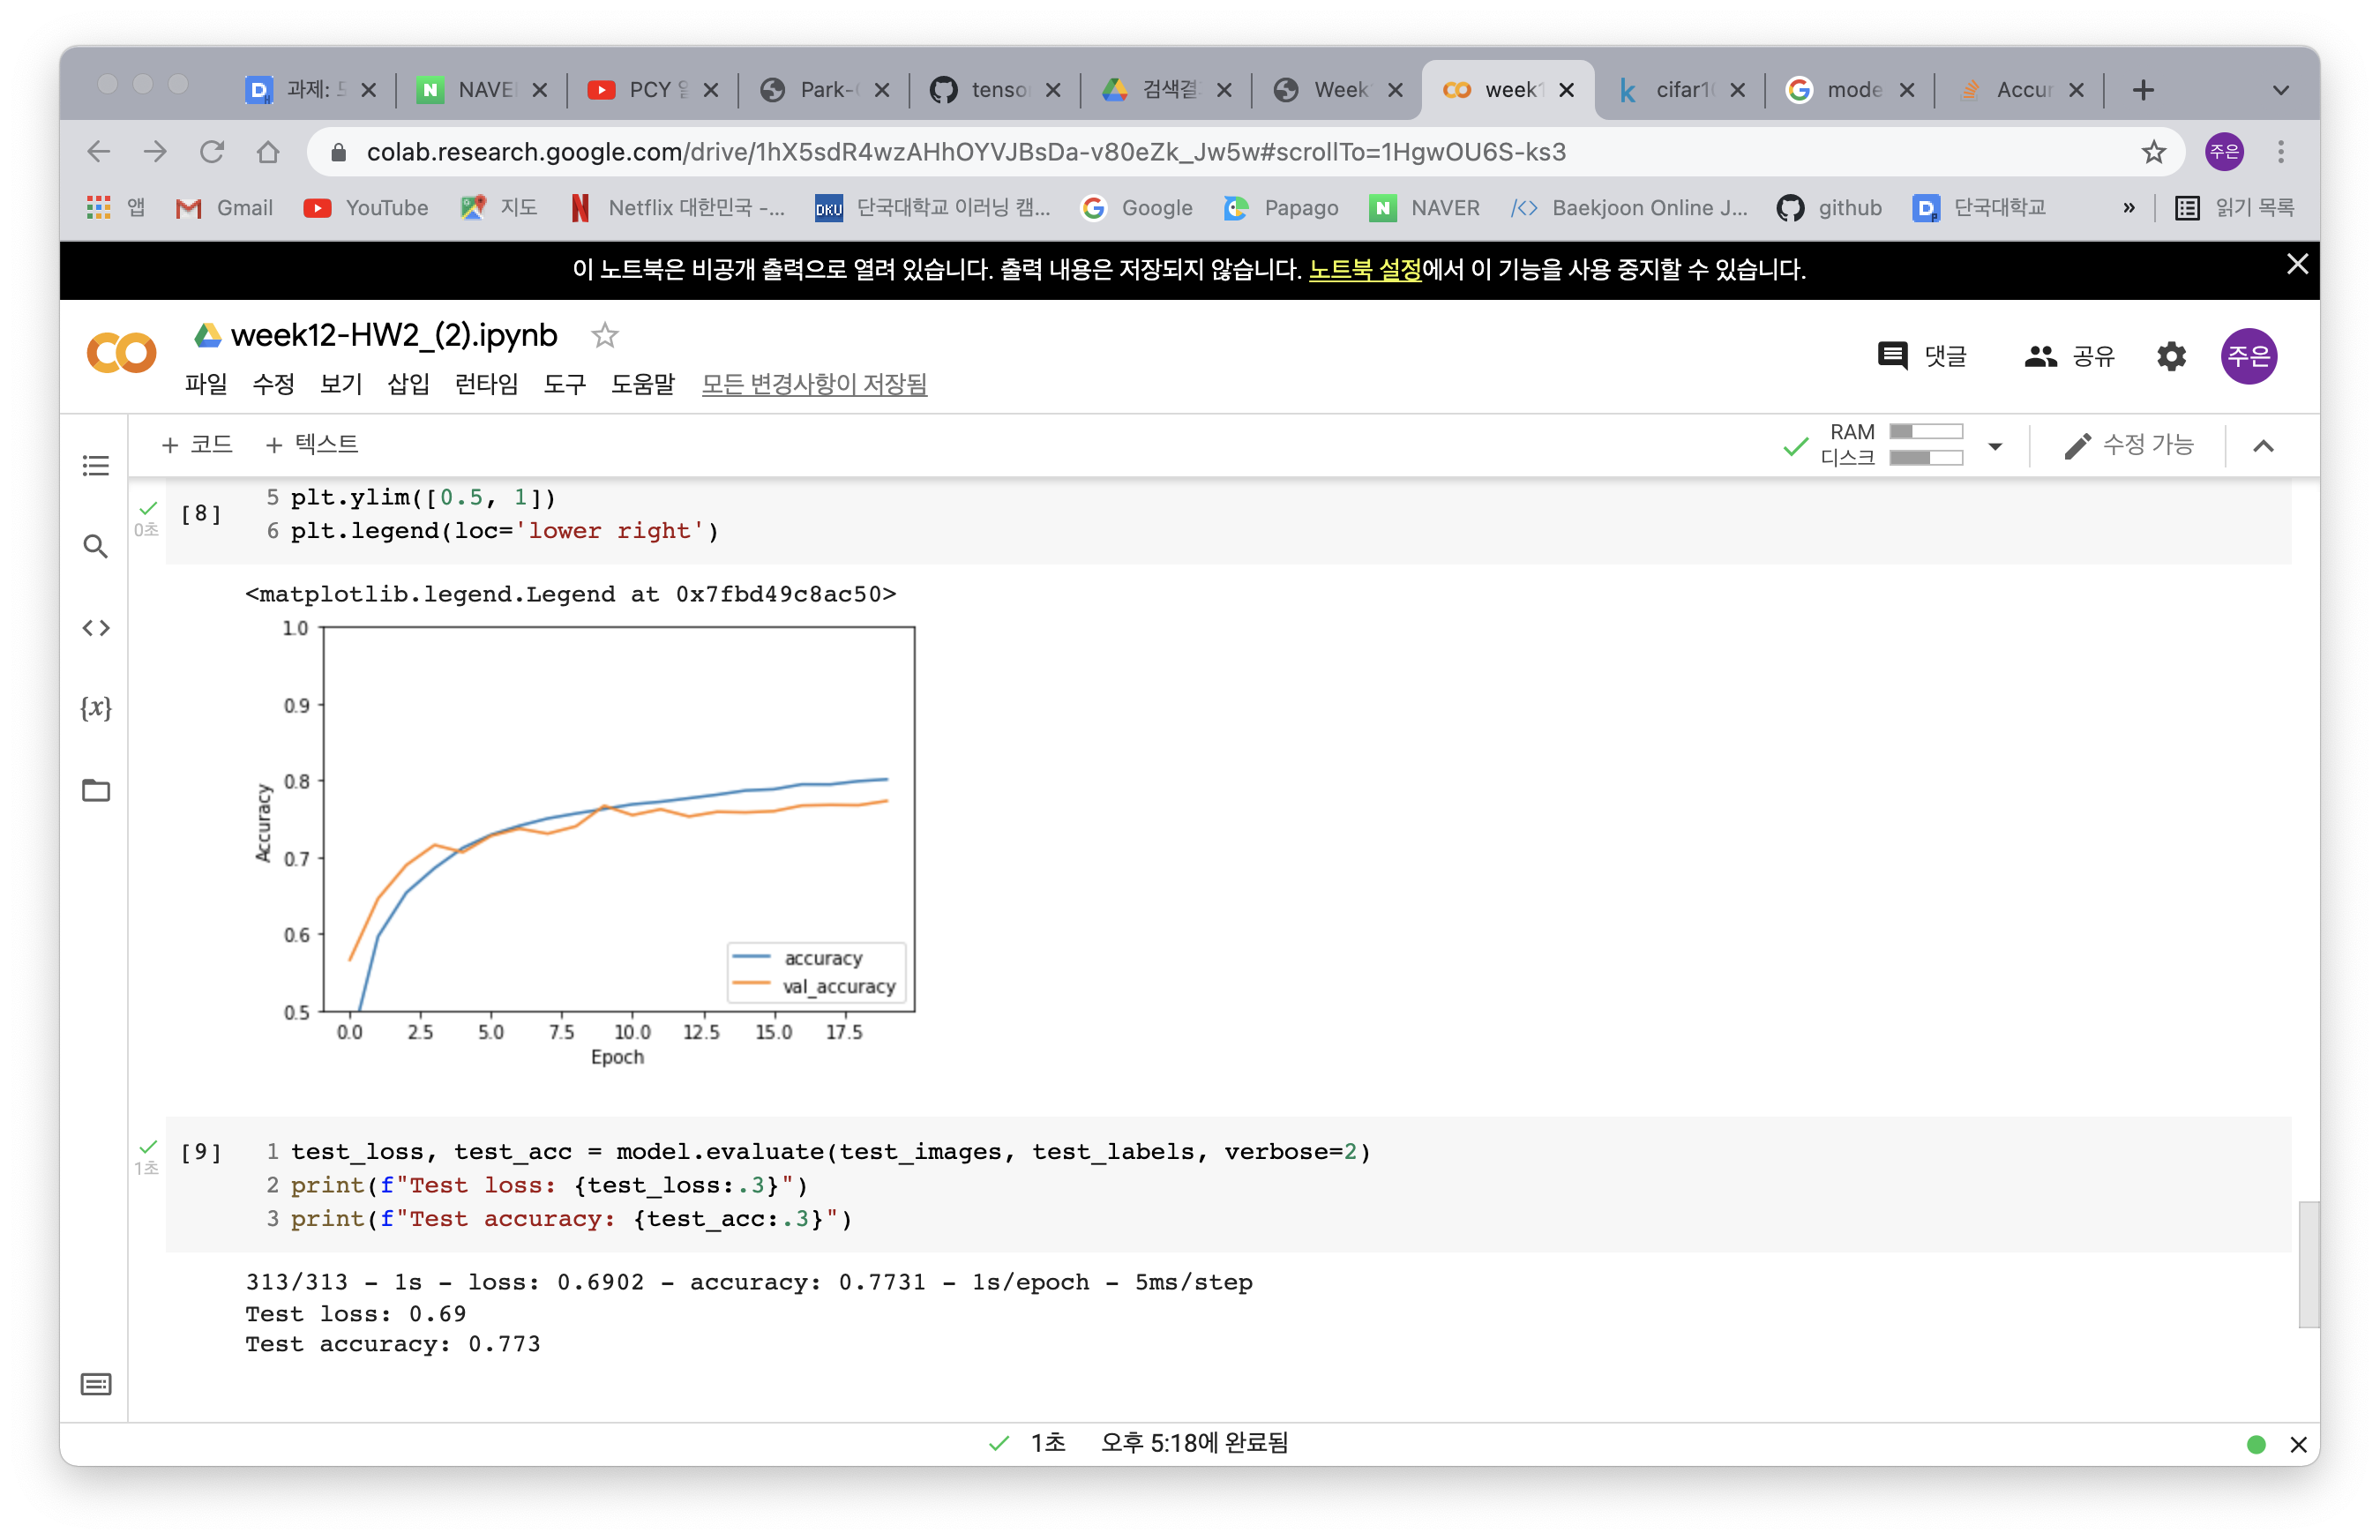 과제:
NAVE
PCY
Park-
tenso
검색결
Week
week1
cifar1
mode
Accur
colab.research.google.com/drive/1hX5sdR4wzAHhOYVJBsDa-v80eZk_Jw5w#scrollTo=1HgwOU6S-ks3
주은
앱
Gmail
YouTube
지도
Netflix 대한민국 -...
DKU 단국대학교 이러닝 캠...
Google
Papago
NAVER
Baekjoon Online J...
github
단국대학교
»
읽기 목록
이 노트북은 비공개 출력으로 열려 있습니다. 출력 내용은 저장되지 않습니다. 노트북 설정에서 이 기능을 사용 중지할 수 있습니다.
week12-HW2_(2).ipynb
댓글
공유
주은
파일 수정 보기 삽입 런타임 도구 도움말 모든 변경사항이 저장됨
+ 코드 + 텍스트
RAM
디스크
수정 가능
0초
[8]
5 plt.ylim([0.5, 1])
6 plt.legend(loc='lower right')
<matplotlib.legend.Legend at 0x7fbd49c8ac50>
1.0
0.9
0.8
0.7
0.6
0.5
Accuracy
accuracy
val_accuracy
0.0 2.5 5.0 7.5 10.0 12.5 15.0 17.5
Epoch
1초
[9]
1 test_loss, test_acc = model.evaluate(test_images, test_labels, verbose=2)
2 print(f"Test loss: {test_loss:.3}")
3 print(f"Test accuracy: {test_acc:.3}")
313/313 - 1s - loss: 0.6902 - accuracy: 0.7731 - 1s/epoch - 5ms/step
Test loss: 0.69
Test accuracy: 0.773
1초 오후 5:18에 완료됨